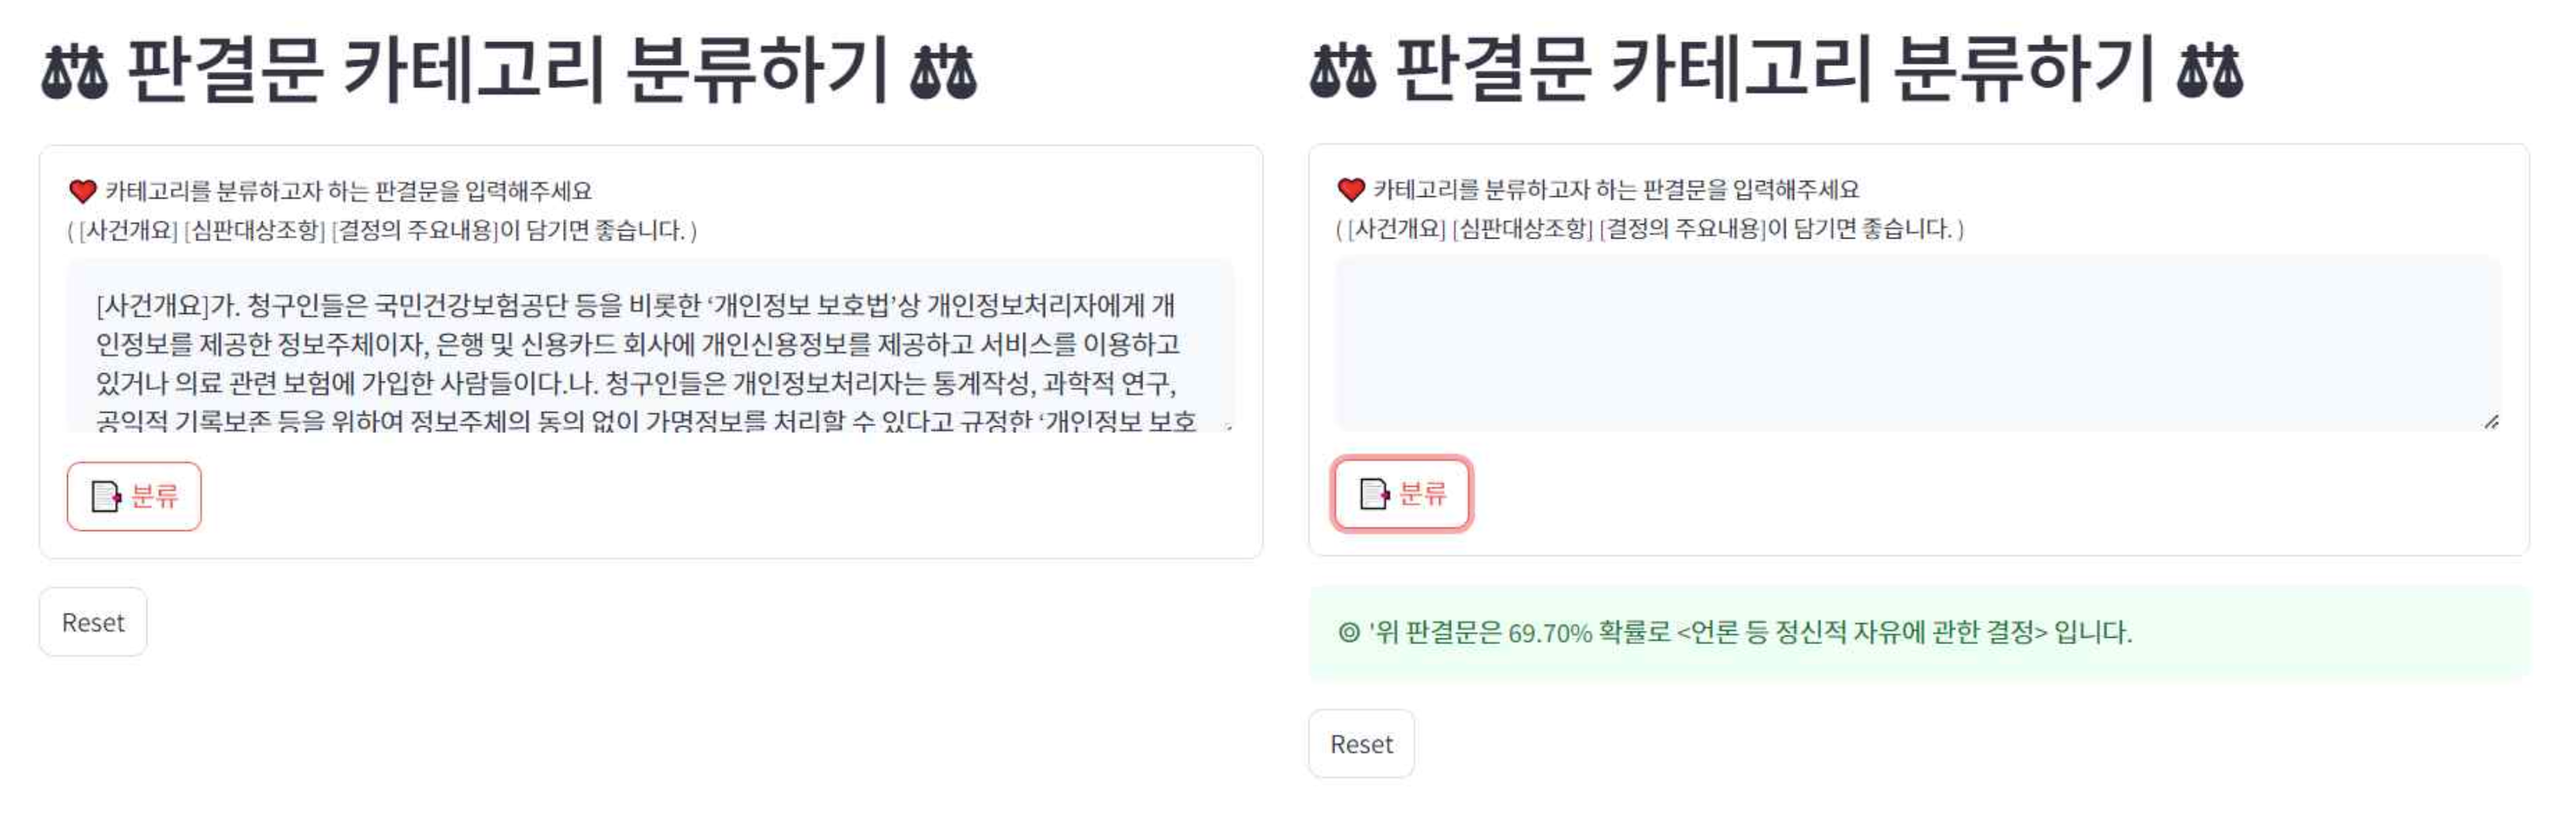 ⚖⚖ 판결문 카테고리 분류하기 ⚖⚖
❤ 카테고리를 분류하고자 하는 판결문을 입력해주세요
( [사건개요] [심판대상조항] [결정의 주요내용]이 담기면 좋습니다. )
[사건개요]가. 청구인들은 국민건강보험공단 등을 비롯한 ‘개인정보 보호법’상 개인정보처리자에게 개
인정보를 제공한 정보주체이자, 은행 및 신용카드 회사에 개인신용정보를 제공하고 서비스를 이용하고
있거나 의료 관련 보험에 가입한 사람들이다.나. 청구인들은 개인정보처리자는 통계작성, 과학적 연구,
공익적 기록보존 등을 위하여 정보주체의 동의 없이 가명정보를 처리할 수 있다고 규정한 ‘개인정보 보호
분류
Reset
⚖⚖ 판결문 카테고리 분류하기 ⚖⚖
❤ 카테고리를 분류하고자 하는 판결문을 입력해주세요
( [사건개요] [심판대상조항] [결정의 주요내용]이 담기면 좋습니다. )
분류
◎ '위 판결문은 69.70% 확률로 <언론 등 정신적 자유에 관한 결정> 입니다.
Reset